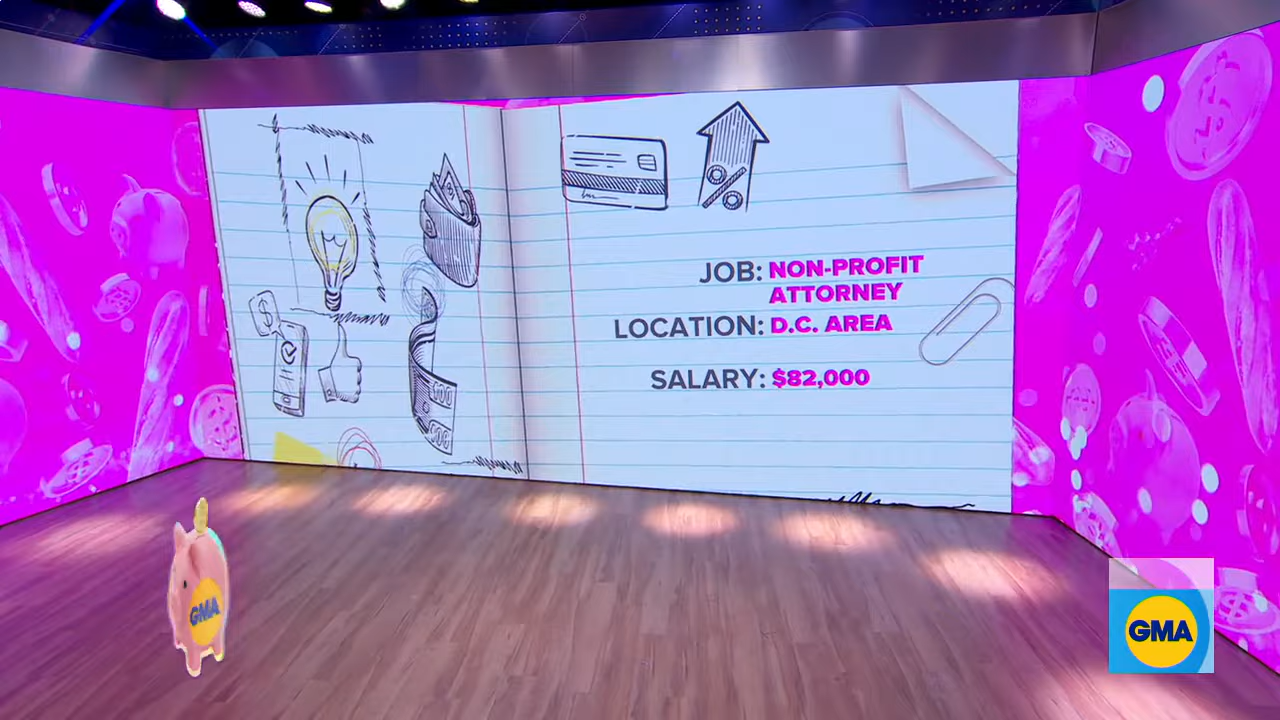 JOB: NON-PROFIT
ATTORNEY
LOCATION: D.C. AREA
SALARY: $82,000
GMA
GMA